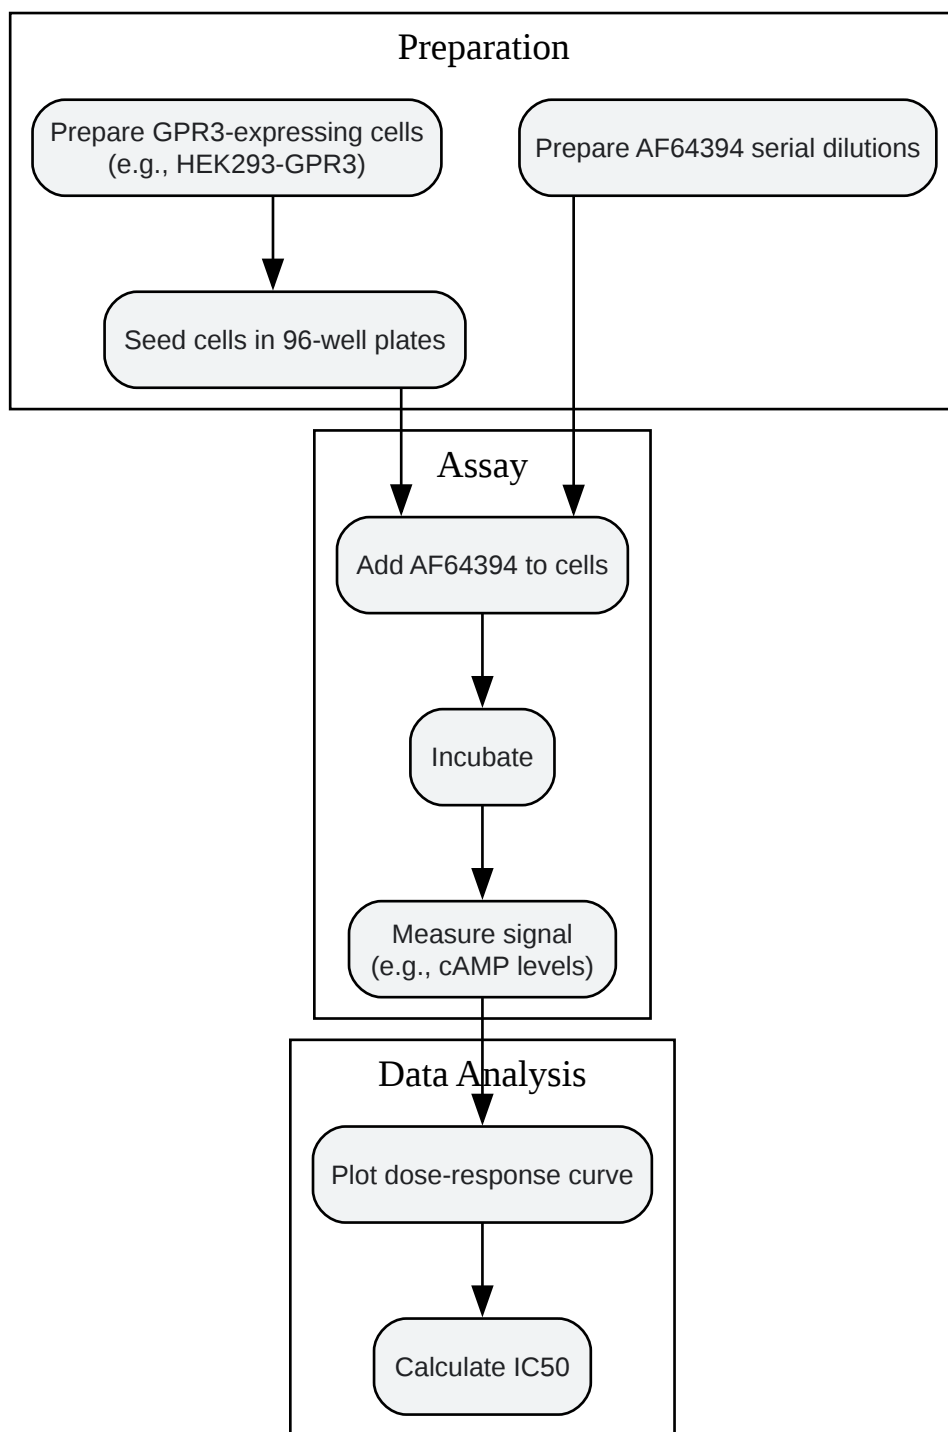 Preparation
Prepare GPR3-expressing cells
(e.g., HEK293-GPR3)
Prepare AF64394 serial dilutions
Seed cells in 96-well plates
Assay
Add AF64394 to cells
Incubate
Measure signal
(e.g., cAMP levels)
Data Analysis
Plot dose-response curve
Calculate IC50